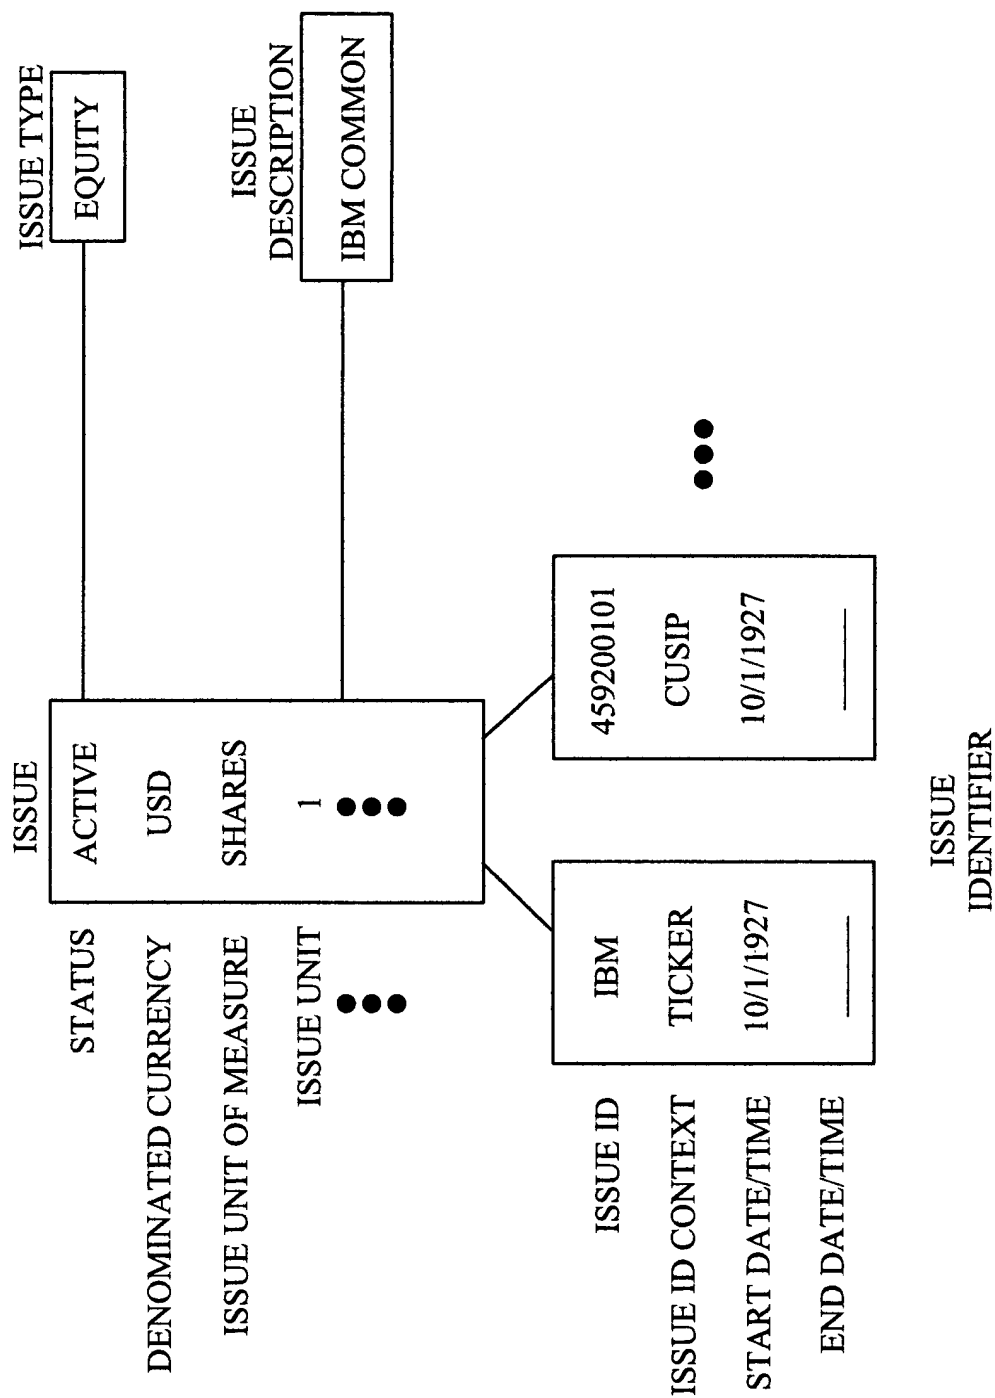 ISSUE
ISSUE TYPE
STATUS
ACTIVE
EQUITY
DENOMINATED CURRENCY
USD
ISSUE UNIT OF MEASURE
SHARES
ISSUE
DESCRIPTION
ISSUE UNIT
1
IBM COMMON
ISSUE ID
IBM
459200101
ISSUE ID CONTEXT
TICKER
CUSIP
START DATE/TIME
10/1/1927
10/1/1927
END DATE/TIME
ISSUE
IDENTIFIER